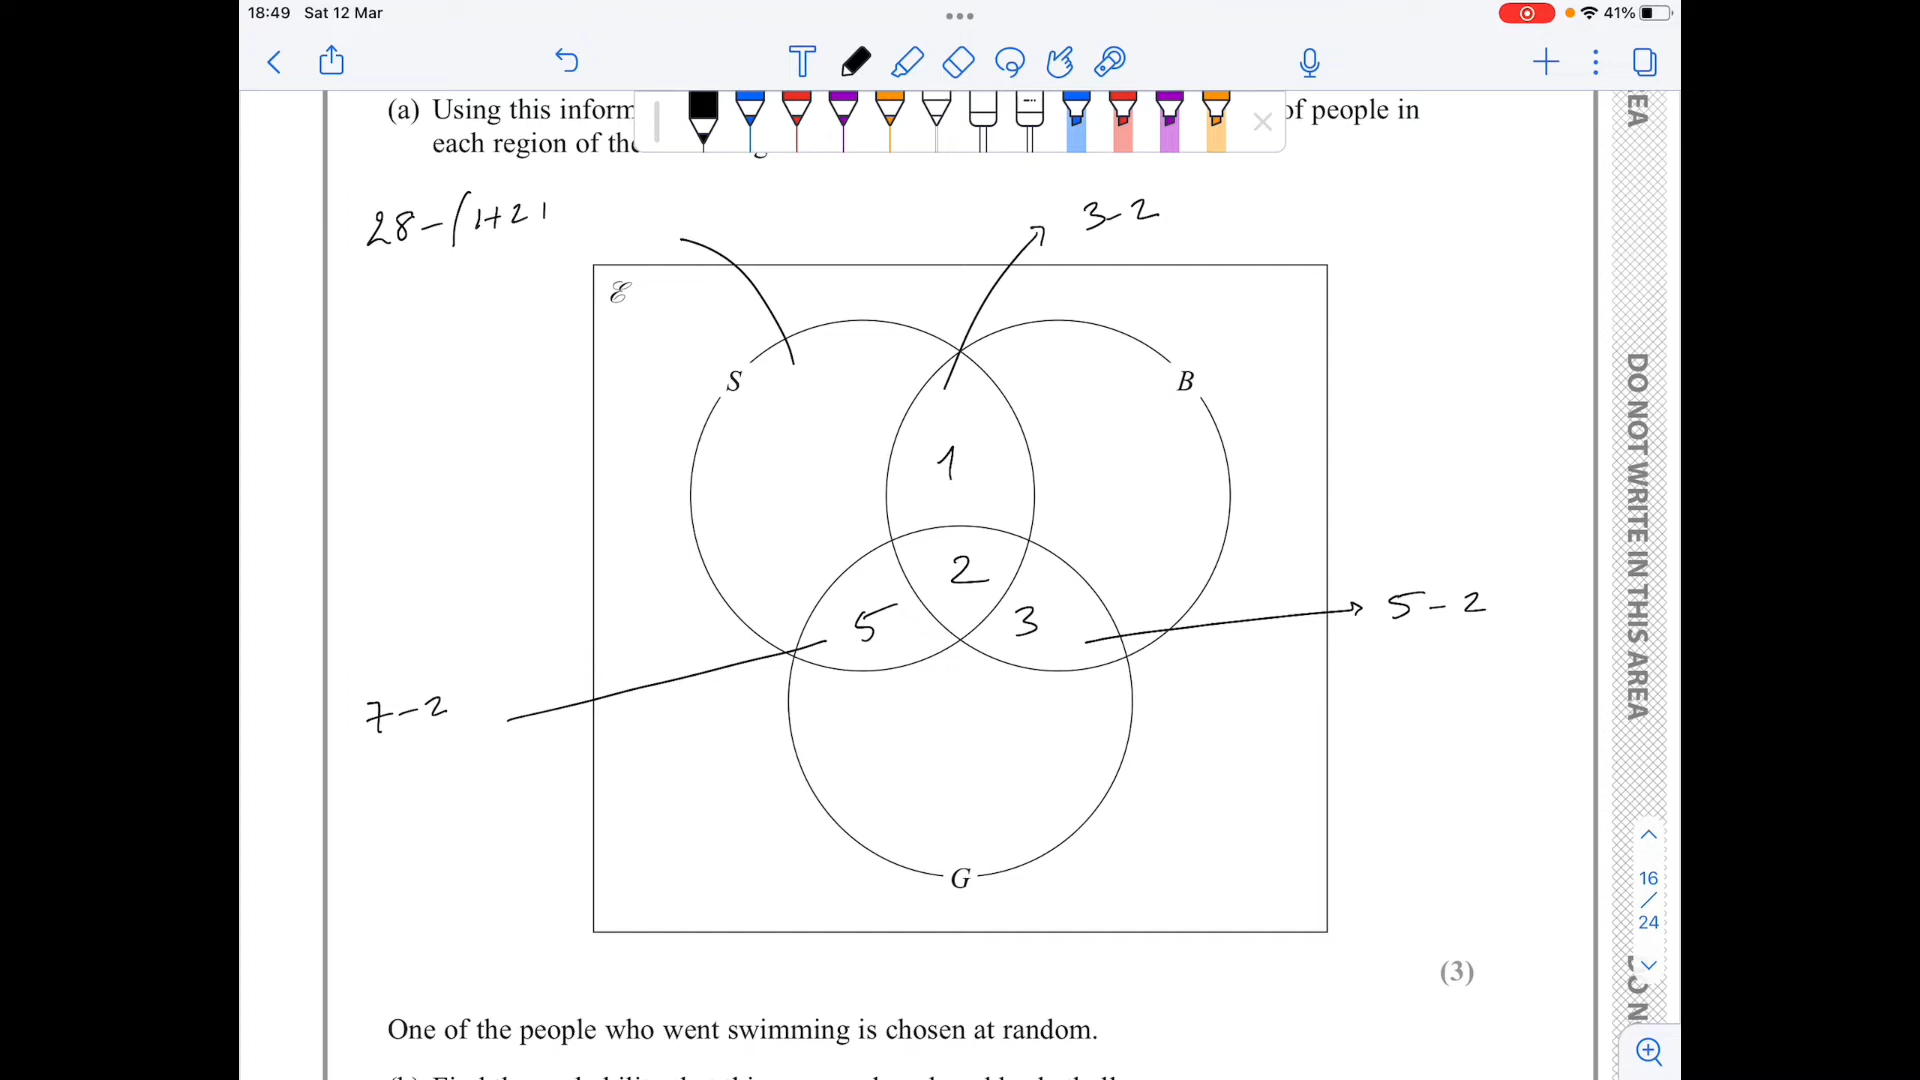 18:49 Sat 12 Mar
41%
(a) Using this inform of people in
each region of the
28-(1+2+
3-2
ℰ
S
B
1
2
5
3
5-2
7-2
G
(3)
One of the people who went swimming is chosen at random.
DO NOT WRITE IN THIS AREA
EA
16
24